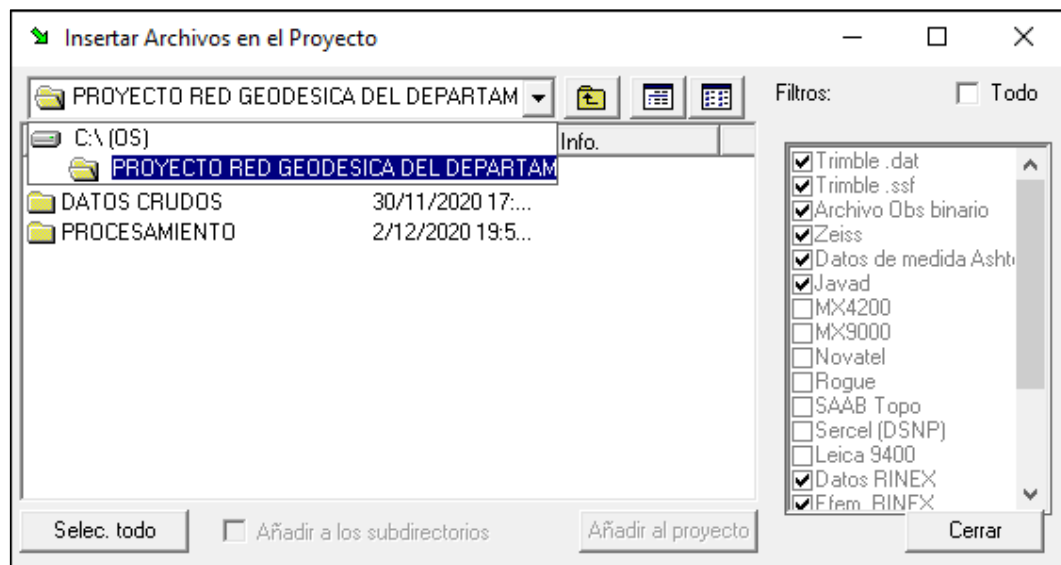 Insertar Archivos en el Proyecto
PROYECTO RED GEODESICA DEL DEPARTAM
Filtros:
Todo
C:\ (OS)
Info.
PROYECTO RED GEODESICA DEL DEPARTAM
DATOS CRUDOS 30/11/2020 17:...
PROCESAMIENTO 2/12/2020 19:5...
Trimble .dat
Trimble .ssf
Archivo Obs binario
Zeiss
Datos de medida Ashte
Javad
MX4200
MX9000
Novatel
Rogue
SAAB Topo
Sercel (DSNP)
Leica 9400
Datos RINEX
Efem. RINEX
Selec. todo
Añadir a los subdirectorios
Añadir al proyecto
Cerrar